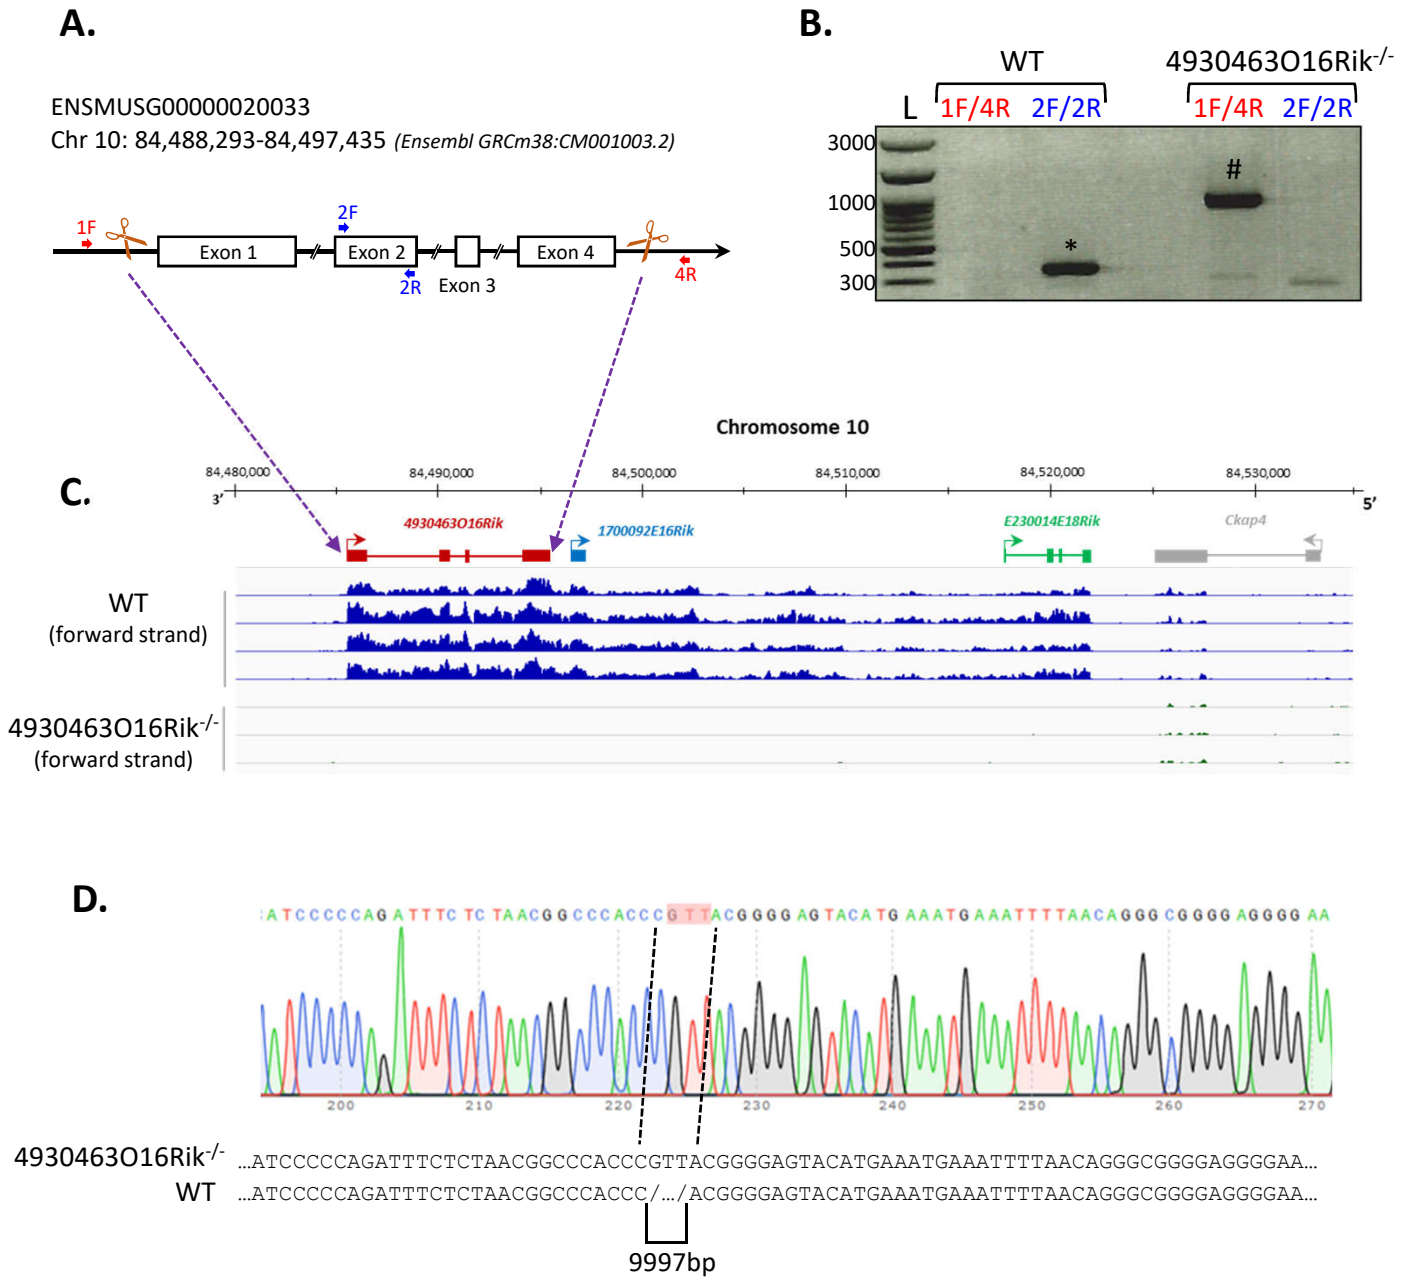 A.
ENSMUSG00000020033
Chr 10: 84,488,293-84,497,435 (Ensembl GRCm38:CM001003.2)
1F
2F
Exon 1
Exon 2
Exon 4
2R
Exon 3
4R
B.
WT
4930463O16Rik-/-
L
1F/4R
2F/2R
1F/4R
2F/2R
3000
1000
500
300
*
#
Chromosome 10
C.
84,480,000
84,490,000
84,500,000
84,510,000
84,520,000
84,530,000
3'
5'
4930463O16Rik
1700092E16Rik
E230014E18Rik
Ckap4
WT
(forward strand)
4930463O16Rik-/-
(forward strand)
D.
ATCCCCCAGATTTCTCTAACGGCCCACCCGTTACGGGGAGTACATGAAATGAAATTTTAACAGGGCGGGGAGGGGAA
200
210
220
230
240
250
260
270
4930463O16Rik-/- ...ATCCCCCAGATTTCTCTAACGGCCCACCCGTTACGGGGAGTACATGAAATGAAATTTTAACAGGGCGGGGAGGGGAA...
WT ...ATCCCCCAGATTTCTCTAACGGCCCACCC/.../ACGGGGAGTACATGAAATGAAATTTTAACAGGGCGGGGAGGGGAA...
9997bp